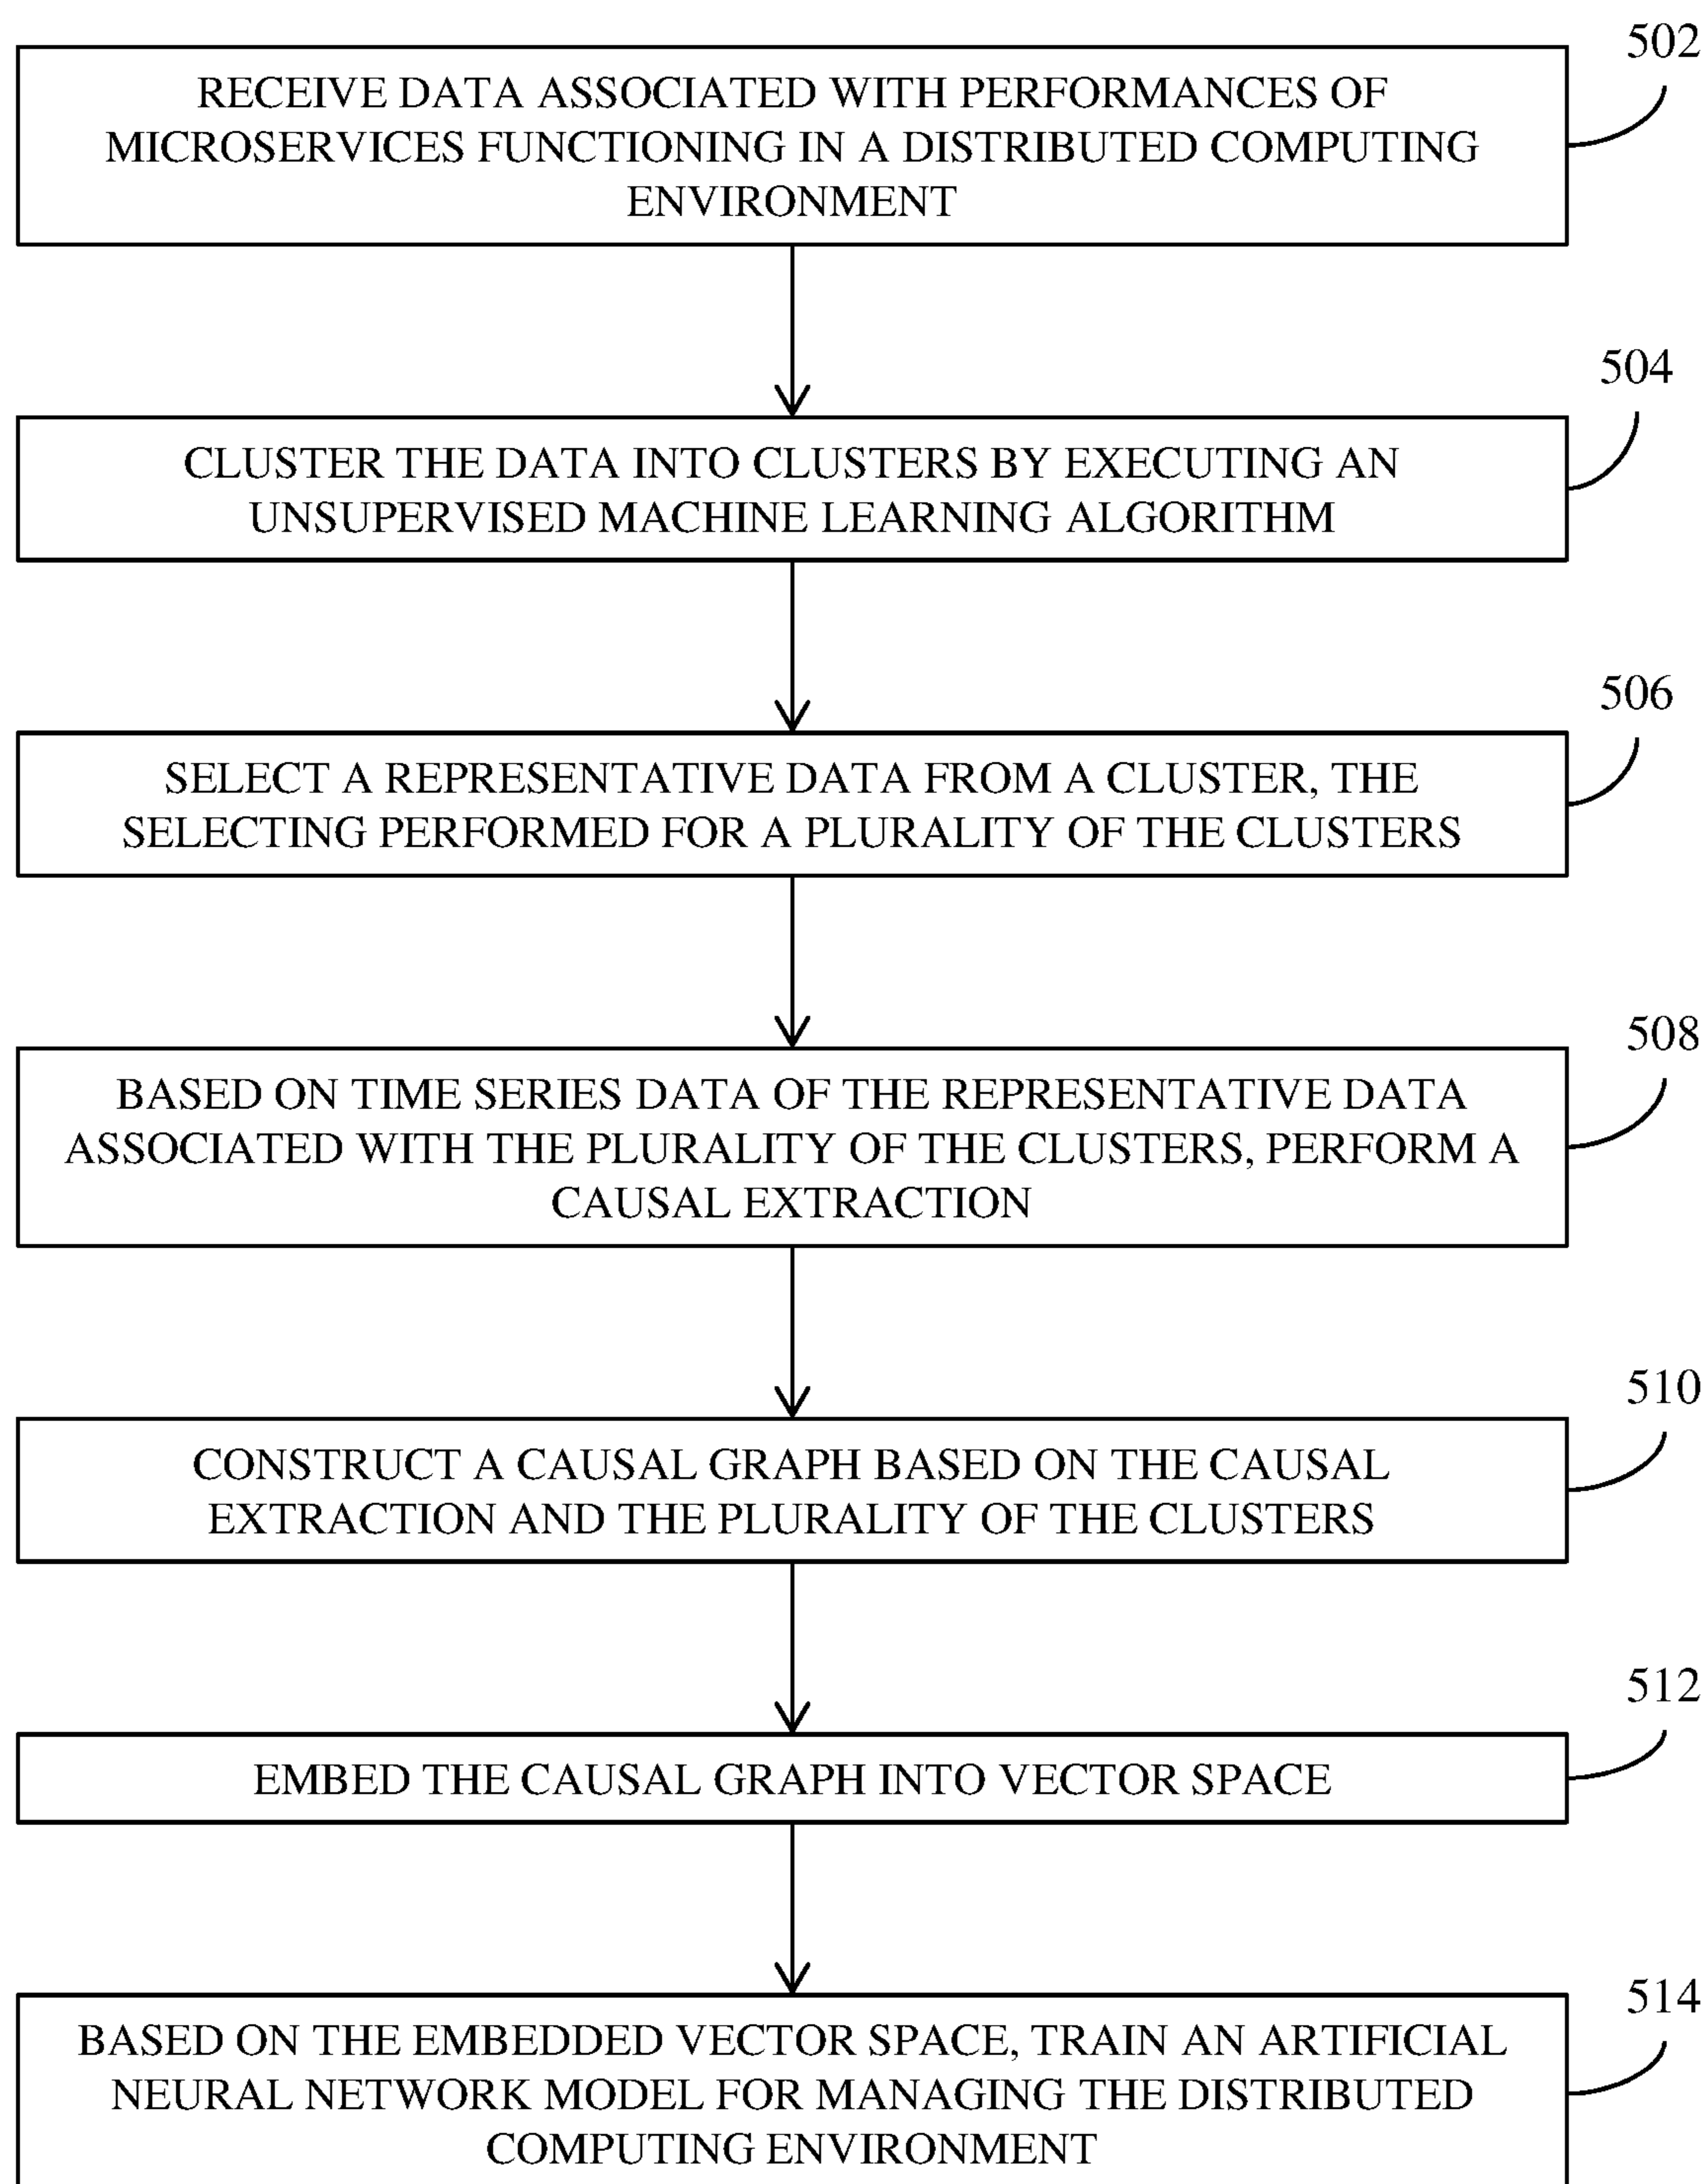 502
RECEIVE DATA ASSOCIATED WITH PERFORMANCES OF
MICROSERVICES FUNCTIONING IN A DISTRIBUTED COMPUTING
ENVIRONMENT
504
CLUSTER THE DATA INTO CLUSTERS BY EXECUTING AN
UNSUPERVISED MACHINE LEARNING ALGORITHM
506
SELECT A REPRESENTATIVE DATA FROM A CLUSTER, THE
SELECTING PERFORMED FOR A PLURALITY OF THE CLUSTERS
508
BASED ON TIME SERIES DATA OF THE REPRESENTATIVE DATA
ASSOCIATED WITH THE PLURALITY OF THE CLUSTERS, PERFORM A
CAUSAL EXTRACTION
510
CONSTRUCT A CAUSAL GRAPH BASED ON THE CAUSAL
EXTRACTION AND THE PLURALITY OF THE CLUSTERS
512
EMBED THE CAUSAL GRAPH INTO VECTOR SPACE
514
BASED ON THE EMBEDDED VECTOR SPACE, TRAIN AN ARTIFICIAL
NEURAL NETWORK MODEL FOR MANAGING THE DISTRIBUTED
COMPUTING ENVIRONMENT